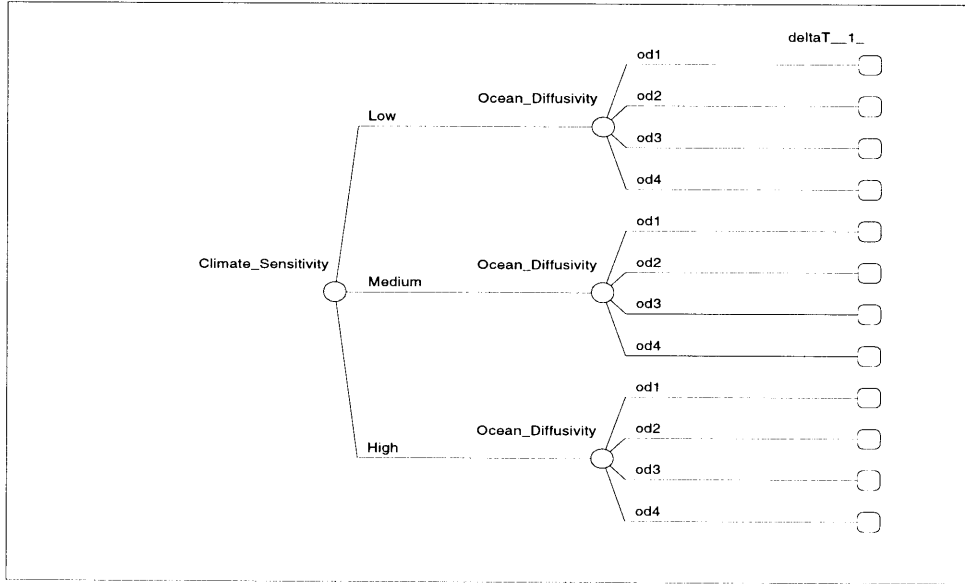 deltaT__1_
od1
Ocean_Diffusivity
od2
Low
od3
od4
od1
Climate_Sensitivity
Ocean_Diffusivity
od2
Medium
od3
od4
od1
Ocean_Diffusivity
od2
High
od3
od4